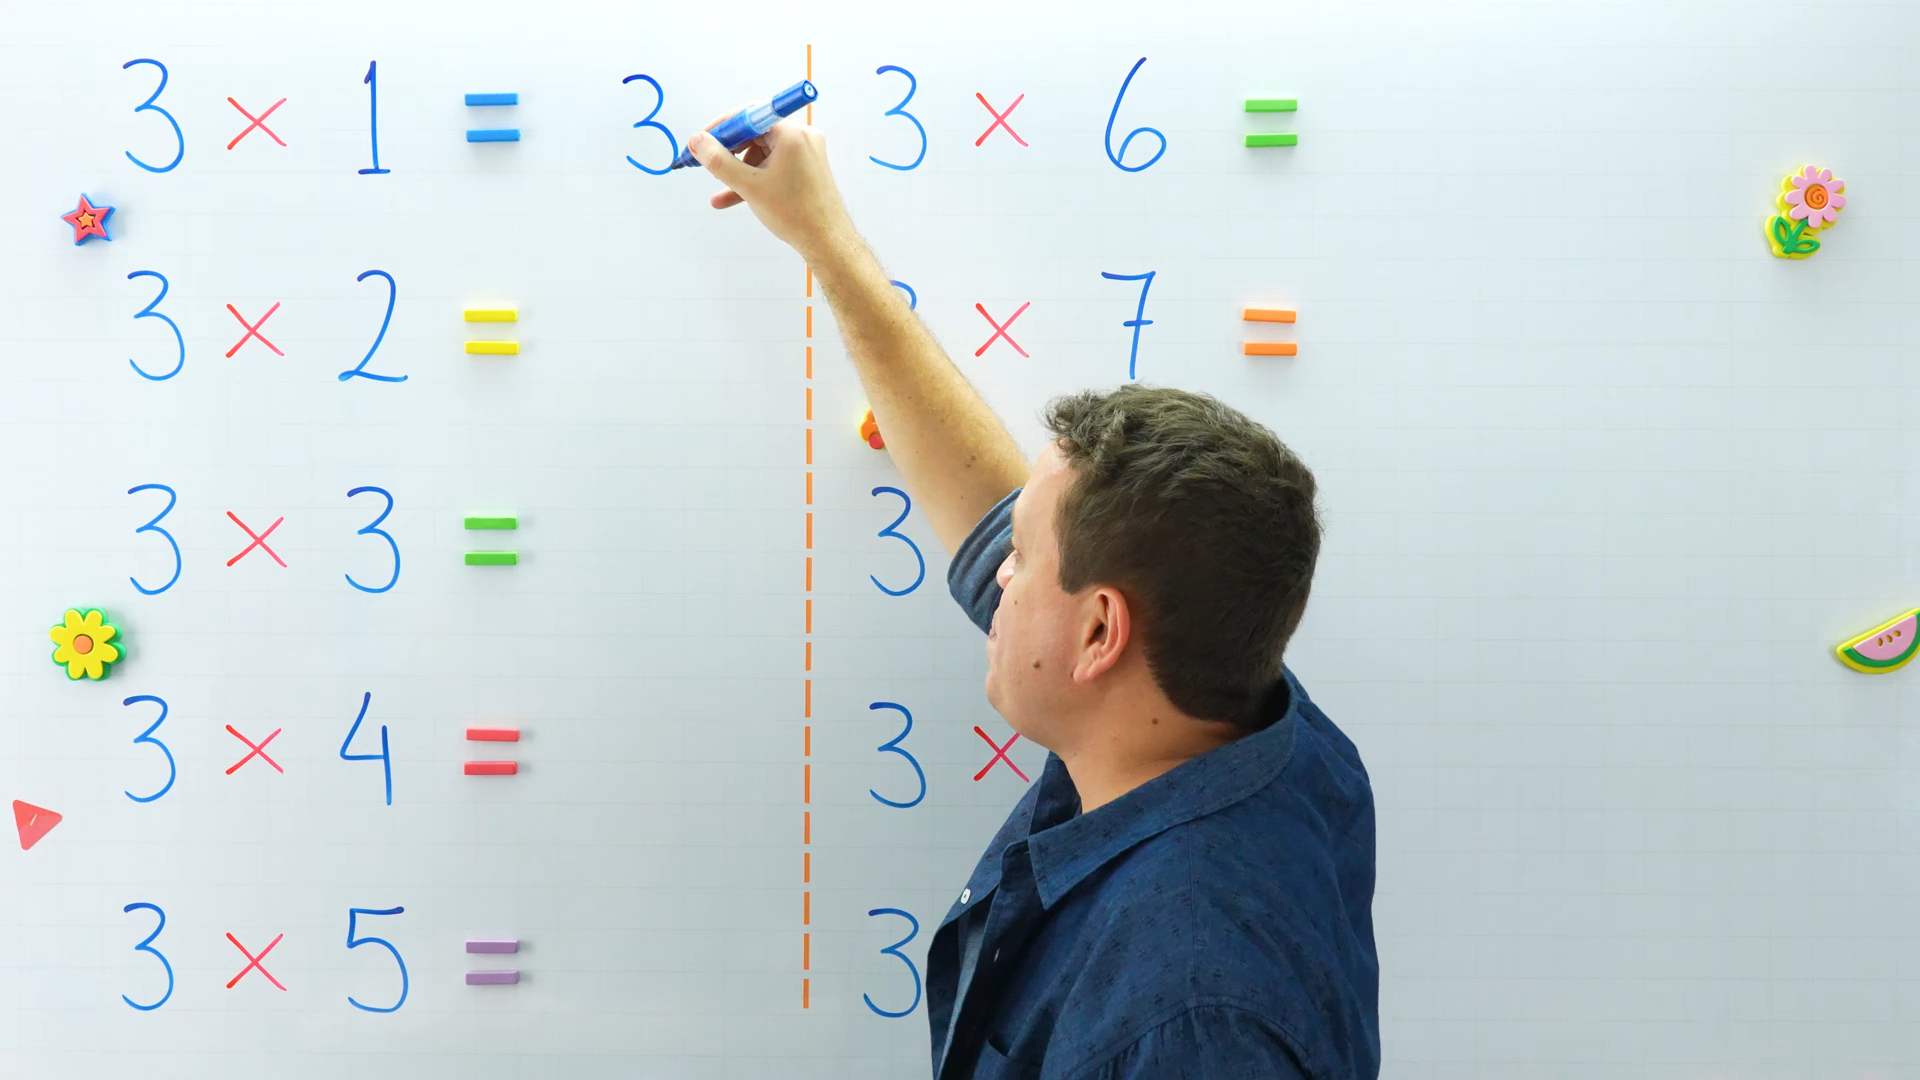 3 × 1 = 3
3 × 2 =
3 × 3 =
3 × 4 =
3 × 5 =
3 × 6 =
× 7 =
3
3 ×
3